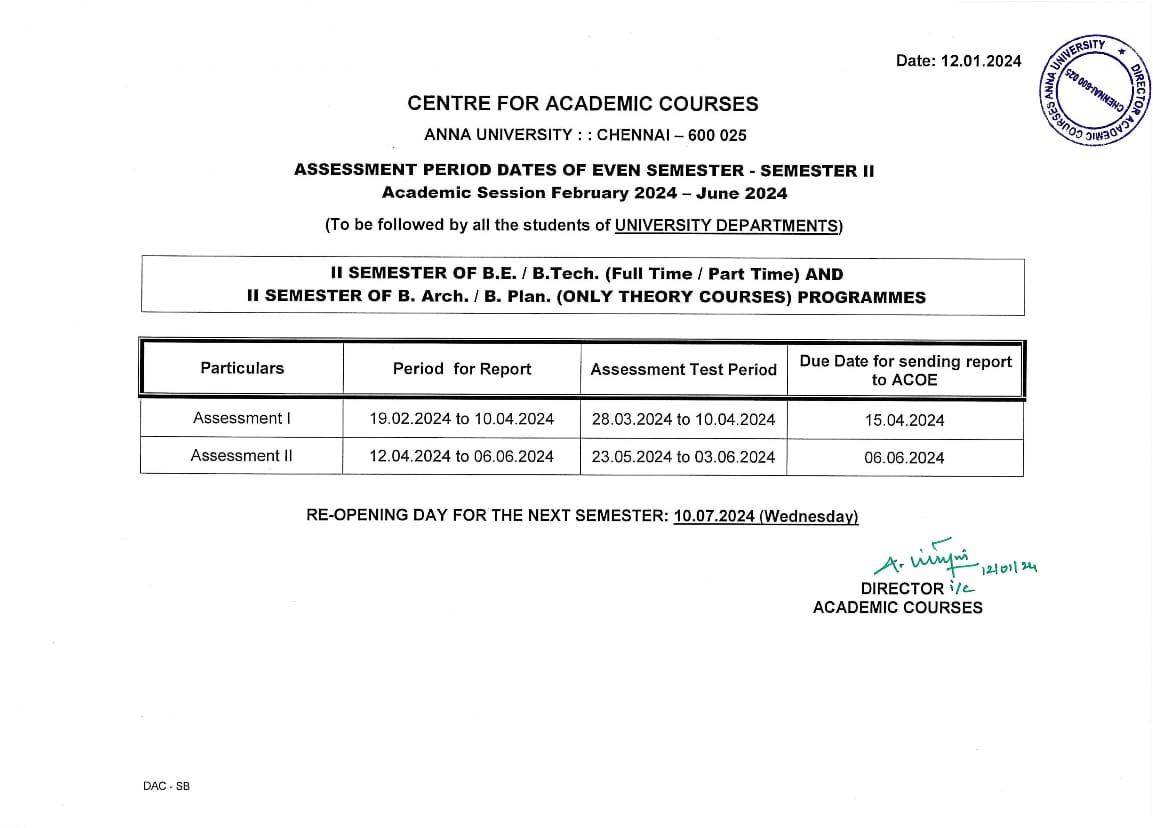 Date: 12.01.2024
ANNA UNIVERSITY ★ DIRECTOR ACADEMIC COURSES
CHENNAI-600 025
CENTRE FOR ACADEMIC COURSES
ANNA UNIVERSITY : : CHENNAI – 600 025
ASSESSMENT PERIOD DATES OF EVEN SEMESTER - SEMESTER II
Academic Session February 2024 – June 2024
(To be followed by all the students of UNIVERSITY DEPARTMENTS)
II SEMESTER OF B.E. / B.Tech. (Full Time / Part Time) AND
II SEMESTER OF B. Arch. / B. Plan. (ONLY THEORY COURSES) PROGRAMMES
Particulars Period for Report Assessment Test Period Due Date for sending report to ACOE
Assessment I 19.02.2024 to 10.04.2024 28.03.2024 to 10.04.2024 15.04.2024
Assessment II 12.04.2024 to 06.06.2024 23.05.2024 to 03.06.2024 06.06.2024
RE-OPENING DAY FOR THE NEXT SEMESTER: 10.07.2024 (Wednesday)
12/01/24
DIRECTOR i/c
ACADEMIC COURSES
DAC - SB